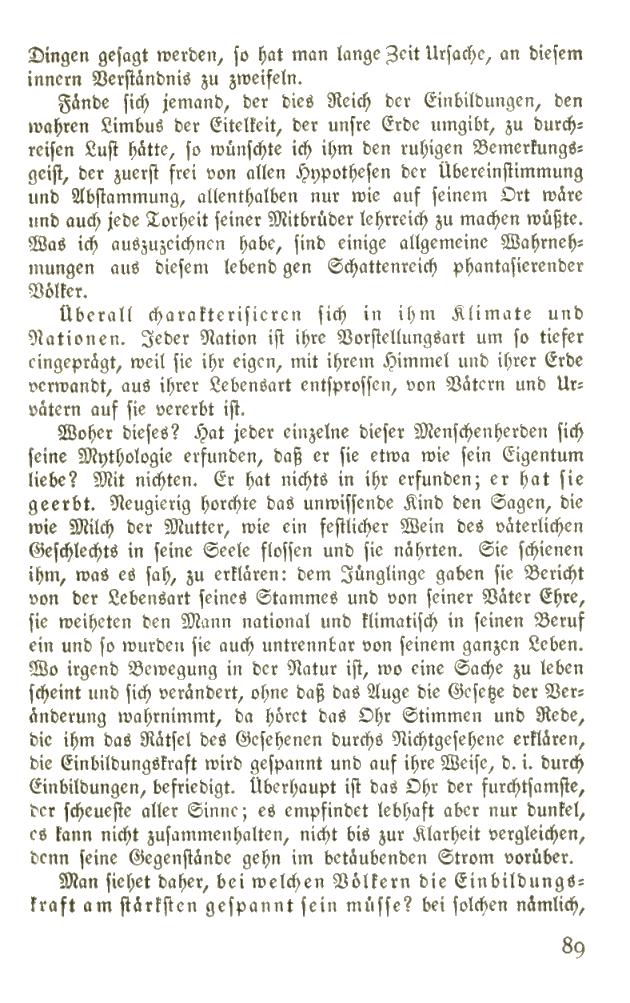 Dingen gesagt werden, so hat man lange Zeit Ursache, an diesem
innern Verständnis zu zweifeln.
Fände sich jemand, der dies Reich der Einbildungen, den
wahren Limbus der Eitelkeit, der unsre Erde umgibt, zu durch-
reisen Lust hätte, so wünschte ich ihm den ruhigen Bemerkungs-
geist, der zuerst frei von allen Hypothesen der Übereinstimmung
und Abstammung, allenthalben nur wie auf seinem Ort wäre
und auch jede Torheit seiner Mitbrüder lehrreich zu machen wüßte.
Was ich auszuzeichnen habe, sind einige allgemeine Wahrneh-
mungen aus diesem lebend gen Schattenreich phantasierender
Völker.
Überall charakterisieren sich in ihm Klimate und
Nationen. Jeder Nation ist ihre Vorstellungsart um so tiefer
eingeprägt, weil sie ihr eigen, mit ihrem Himmel und ihrer Erde
verwandt, aus ihrer Lebensart entsprossen, von Vätern und Ur-
vätern auf sie vererbt ist.
Woher dieses? Hat jeder einzelne dieser Menschenherden sich
seine Mythologie erfunden, daß er sie etwa wie sein Eigentum
liebe? Mit nichten. Er hat nichts in ihr erfunden; er hat sie
geerbt. Neugierig horchte das unwissende Kind den Sagen, die
wie Milch der Mutter, wie ein festlicher Wein des väterlichen
Geschlechts in seine Seele flossen und sie nährten. Sie schienen
ihm, was es sah, zu erklären: dem Jünglinge gaben sie Bericht
von der Lebensart seines Stammes und von seiner Väter Ehre,
sie weiheten den Mann national und klimatisch in seinen Beruf
ein und so wurden sie auch untrennbar von seinem ganzen Leben.
Wo irgend Bewegung in der Natur ist, wo eine Sache zu leben
scheint und sich verändert, ohne daß das Auge die Gesetze der Ver-
änderung wahrnimmt, da höret das Ohr Stimmen und Rede,
die ihm das Rätsel des Gesehenen durchs Nichtgesehene erklären,
die Einbildungskraft wird gespannt und auf ihre Weise, d. i. durch
Einbildungen, befriedigt. Überhaupt ist das Ohr der furchtsamste,
der scheueste aller Sinne; es empfindet lebhaft aber nur dunkel,
es kann nicht zusammenhalten, nicht bis zur Klarheit vergleichen,
denn seine Gegenstände gehn im betäubenden Strom vorüber.
Man siehet daher, bei welchen Völkern die Einbildungs-
kraft am stärksten gespannt sein müsse? bei solchen nämlich,
89